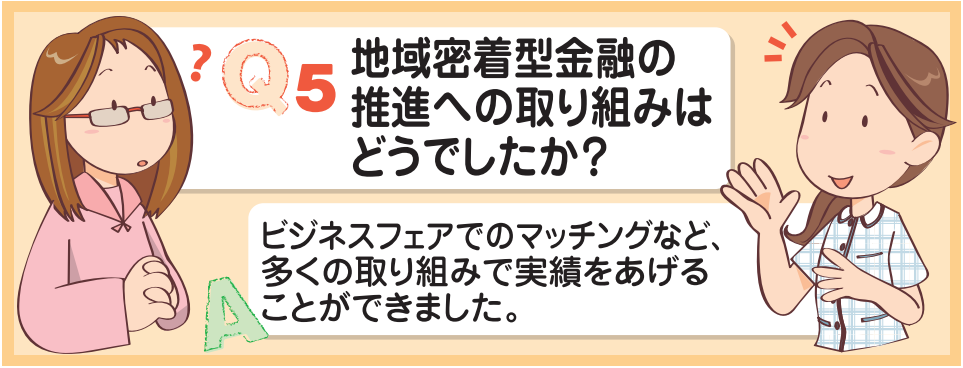 ?
Q5
地域密着型金融の
推進への取り組みは
どうでしたか?
A
ビジネスフェアでのマッチングなど、
多くの取り組みで実績をあげる
ことができました。